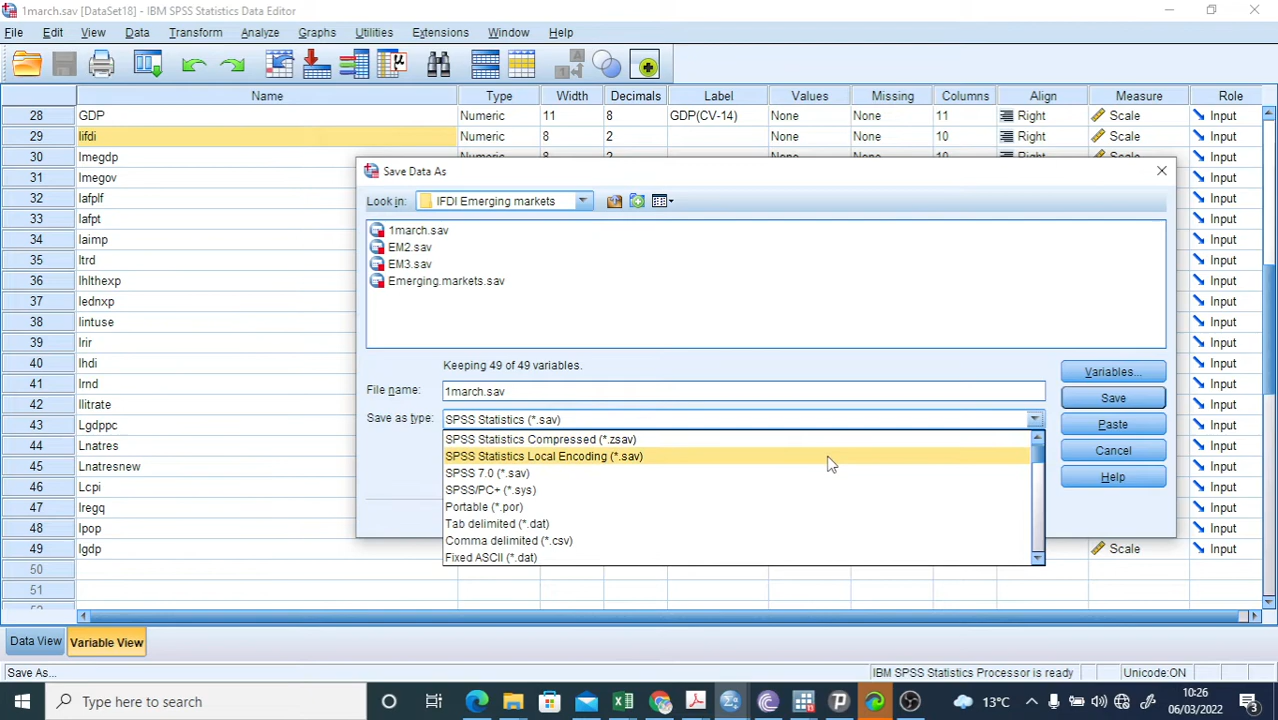 1march.sav [DataSet18] - IBM SPSS Statistics Data Editor
File Edit View Data Transform Analyze Graphs Utilities Extensions Window Help
Name Type Width Decimals Label Values Missing Columns Align Measure Role
28 GDP Numeric 11 8 GDP(CV-14) None None 11 Right Scale Input
29 lifdi Numeric 8 2 None None 10 Right Scale Input
30 lmegdp Numeric 8 2 None None 10 Right Scale Input
31 lmegov Input
32 lafplf Input
33 lafpt Input
34 laimp Input
35 ltrd Input
36 lhlthexp Input
37 lednxp Input
38 lintuse Input
39 lrir Input
40 lhdi Input
41 lrnd Input
42 llitrate Input
43 Lgdppc Input
44 Lnatres Input
45 Lnatresnew Input
46 Lcpi Input
47 lregq Input
48 lpop Input
49 lgdp Scale Input
50
51
Save Data As
Look in: IFDI Emerging markets
1march.sav
EM2.sav
EM3.sav
Emerging.markets.sav
Keeping 49 of 49 variables.
Variables...
File name: 1march.sav
Save
Save as type: SPSS Statistics (*.sav)
Paste
SPSS Statistics Compressed (*.zsav)
Cancel
SPSS Statistics Local Encoding (*.sav)
SPSS 7.0 (*.sav)
Help
SPSS/PC+ (*.sys)
Portable (*.por)
Tab delimited (*.dat)
Comma delimited (*.csv)
Fixed ASCII (*.dat)
Data View Variable View
Save As... IBM SPSS Statistics Processor is ready Unicode:ON
Type here to search 13°C 10:26
06/03/2022 3